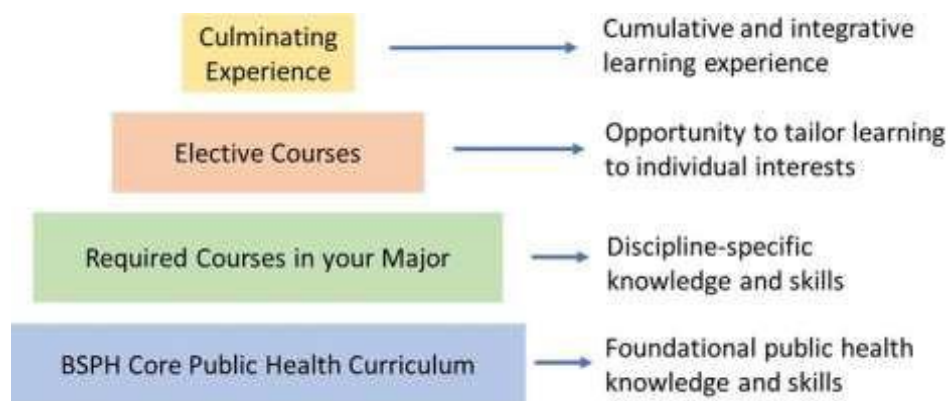 Culminating
Experience
Cumulative and integrative
learning experience
Elective Courses
Opportunity to tailor learning
to individual interests
Required Courses in your Major
Discipline-specific
knowledge and skills
BSPH Core Public Health Curriculum
Foundational public health
knowledge and skills